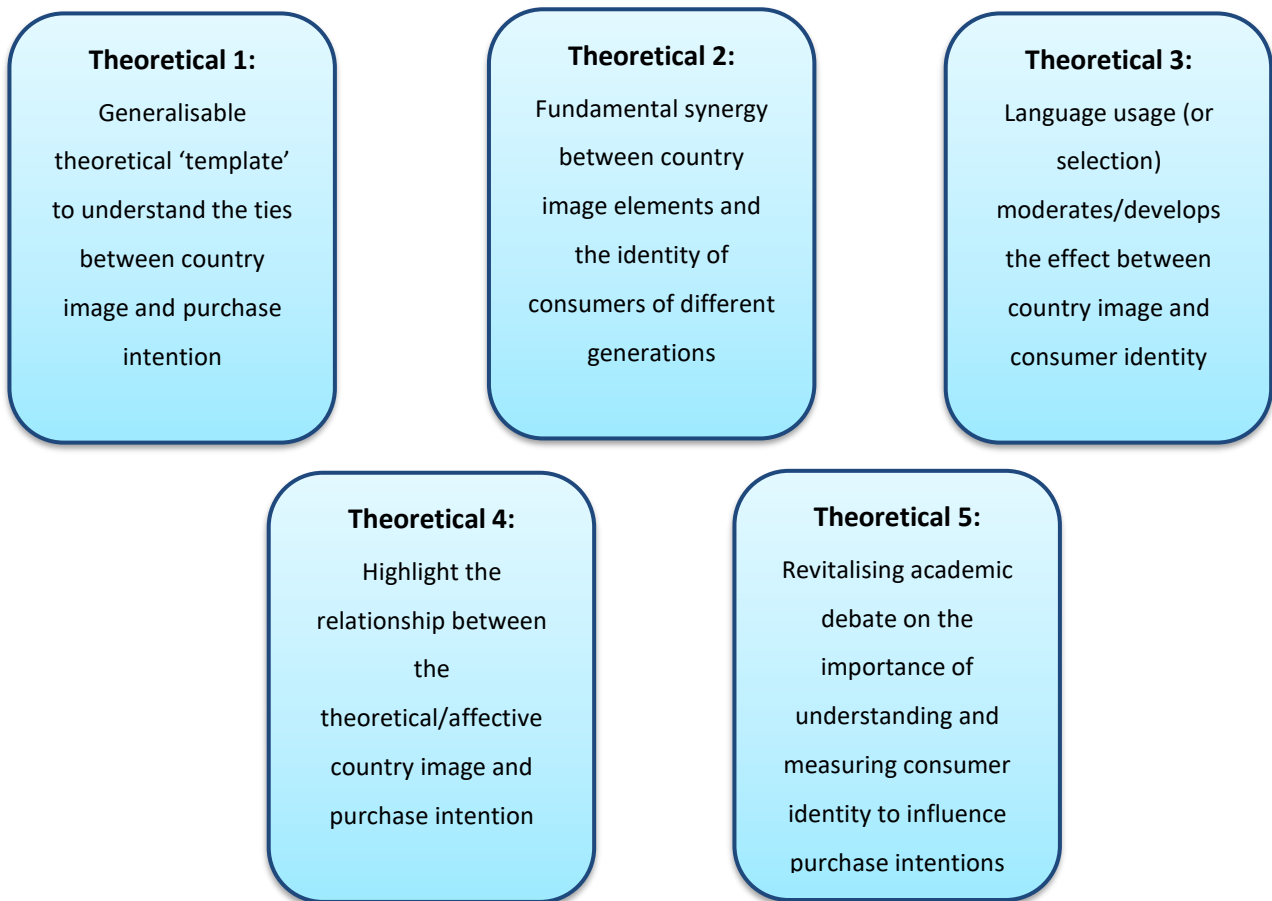 Theoretical 1:
Generalisable
theoretical ‘template’
to understand the ties
between country
image and purchase
intention
Theoretical 2:
Fundamental synergy
between country
image elements and
the identity of
consumers of different
generations
Theoretical 3:
Language usage (or
selection)
moderates/develops
the effect between
country image and
consumer identity
Theoretical 4:
Highlight the
relationship between
the
theoretical/affective
country image and
purchase intention
Theoretical 5:
Revitalising academic
debate on the
importance of
understanding and
measuring consumer
identity to influence
purchase intentions